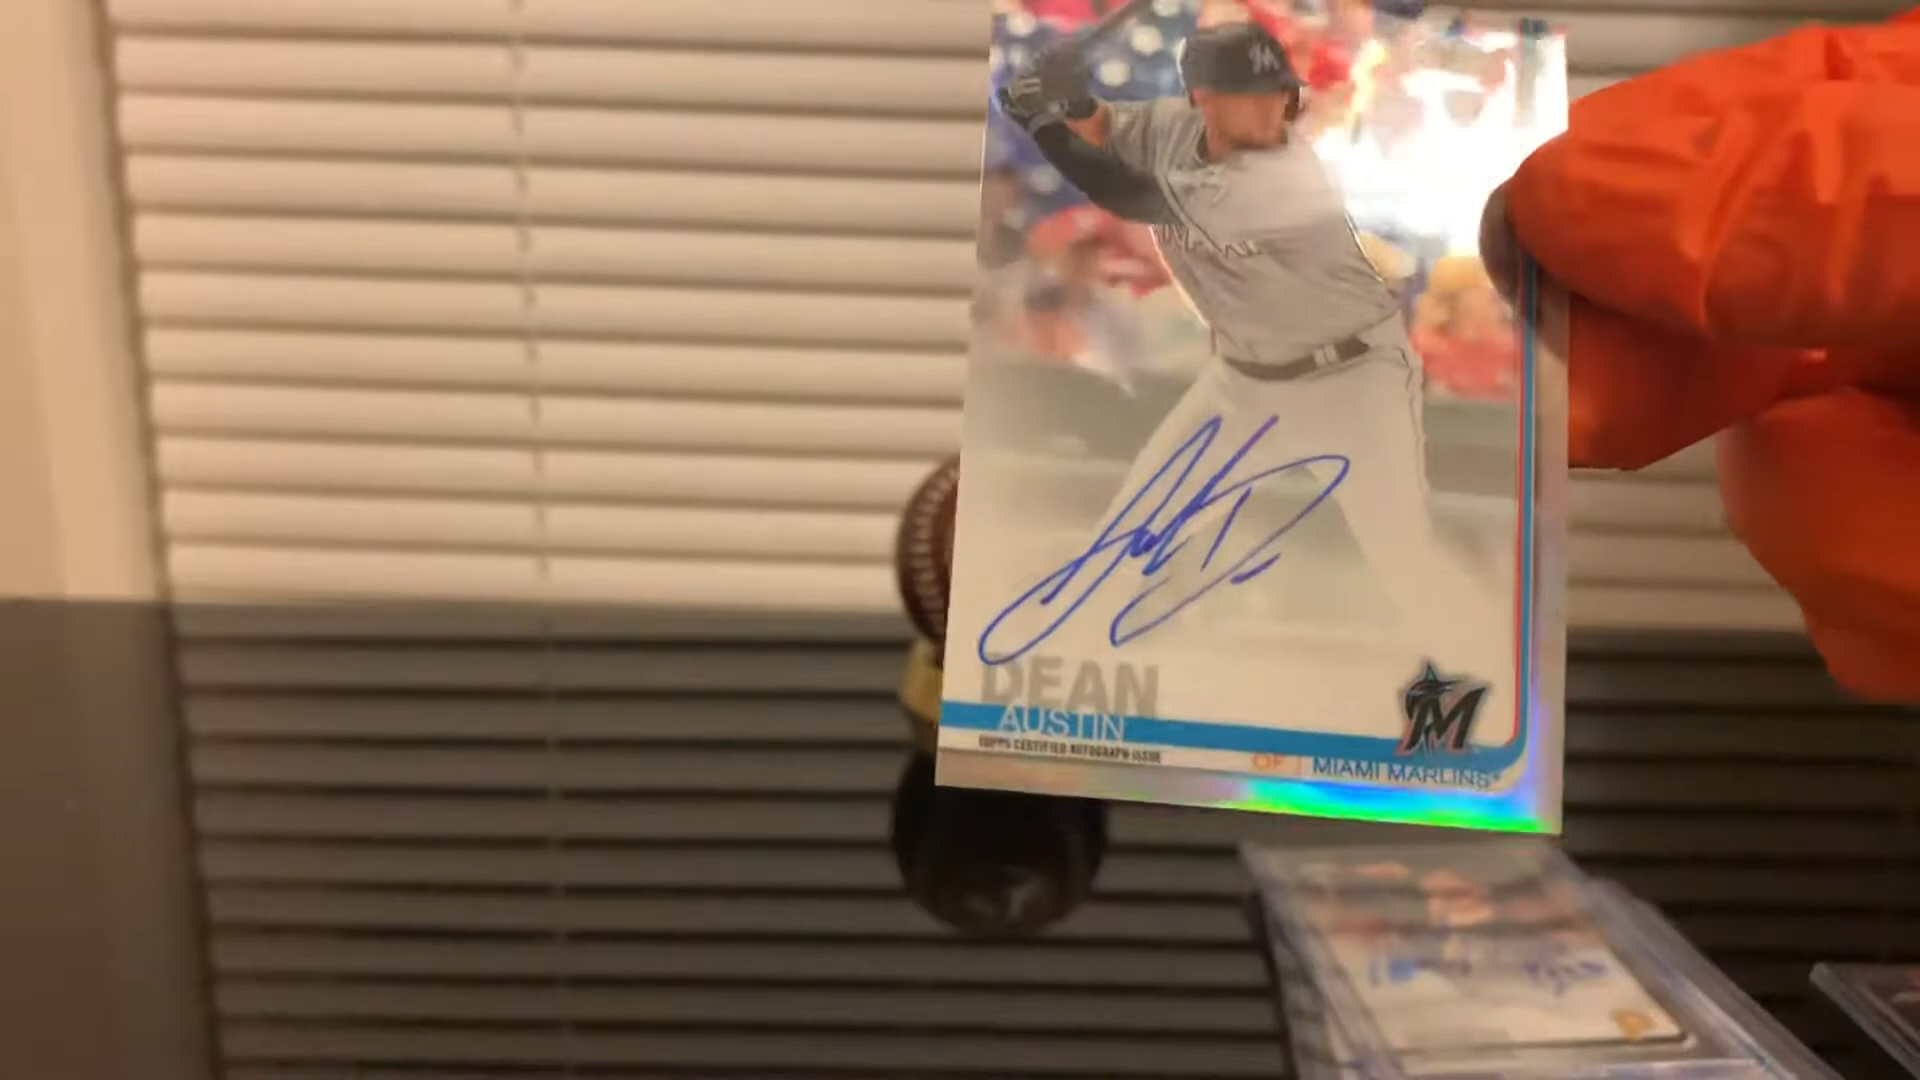 DEAN
AUSTIN
TOPPS CERTIFIED AUTOGRAPH ISSUE
OF | MIAMI MARLINS